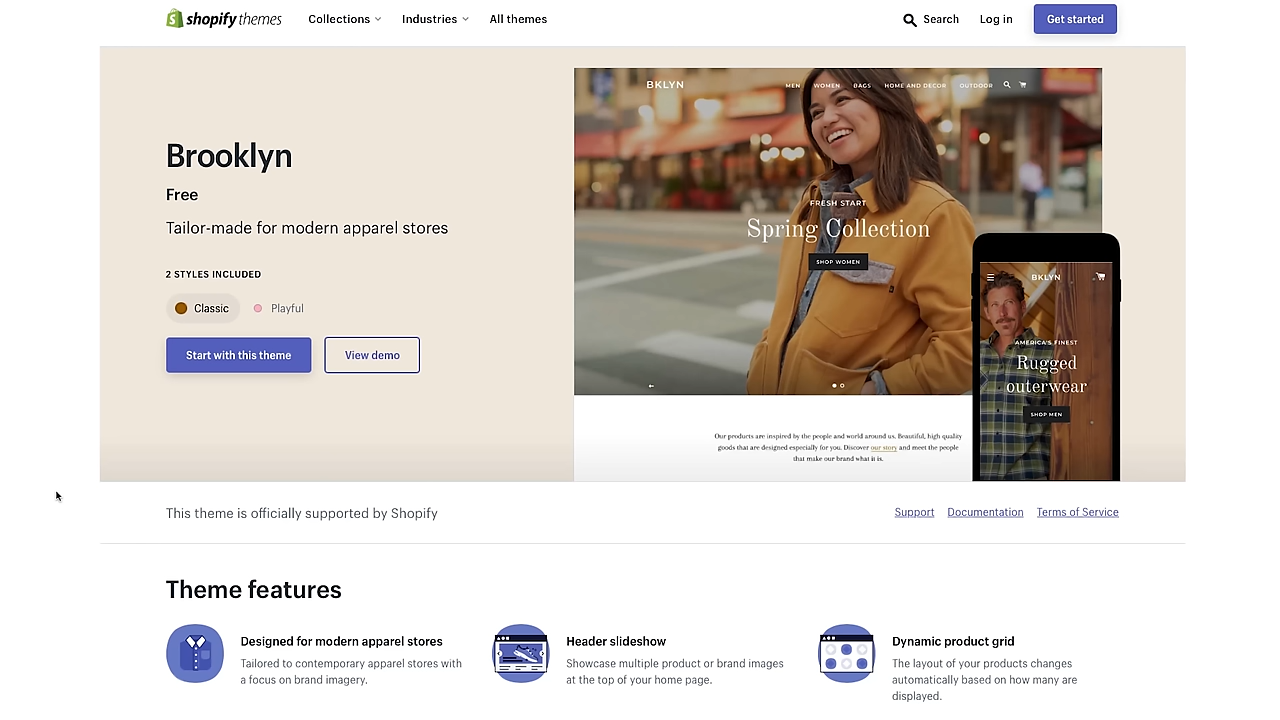 shopify themes
Collections
Industries
All themes
Search
Log in
Get started
Brooklyn
Free
Tailor-made for modern apparel stores
2 STYLES INCLUDED
Classic
Playful
Start with this theme
View demo
BKLYN
MEN
WOMEN
BAGS
HOME AND DECOR
OUTDOOR
FRESH START
Spring Collection
SHOP WOMEN
Our products are inspired by the people and world around us. Beautiful, high quality
goods that are designed especially for you. Discover our story and meet the people
that make our brand what it is.
BKLYN
AMERICA'S FINEST
Rugged
outerwear
SHOP MEN
This theme is officially supported by Shopify
Support
Documentation
Terms of Service
Theme features
Designed for modern apparel stores
Tailored to contemporary apparel stores with
a focus on brand imagery.
Header slideshow
Showcase multiple product or brand images
at the top of your home page.
Dynamic product grid
The layout of your products changes
automatically based on how many are
displayed.